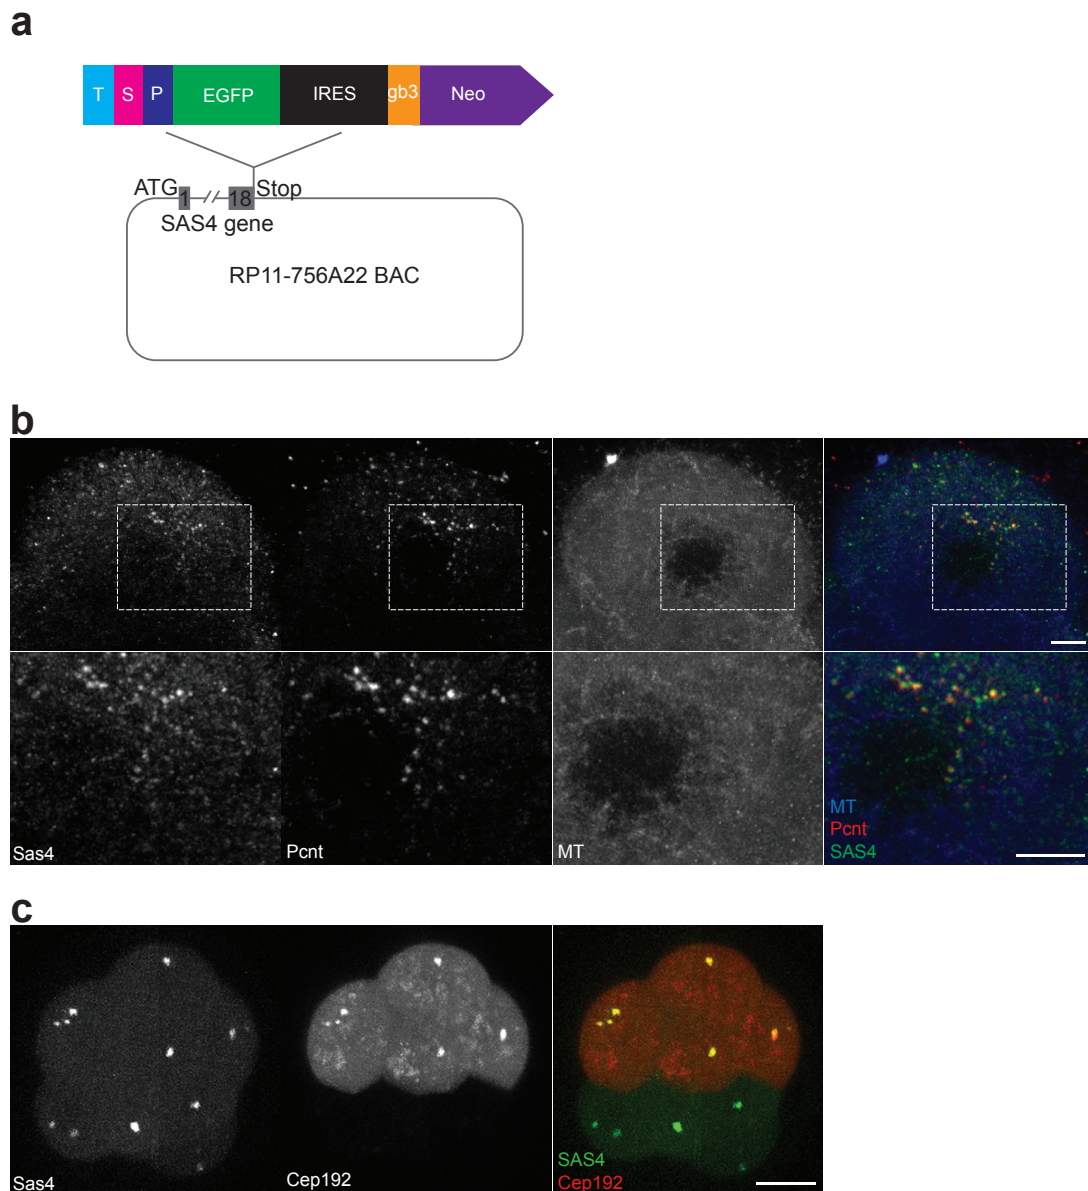 a
T S P EGFP IRES gb3 Neo
ATG 1 18 Stop
SAS4 gene
RP11-756A22 BAC
b
Sas4
Pcnt
MT
MT
Pcnt
SAS4
c
Sas4
Cep192
SAS4
Cep192